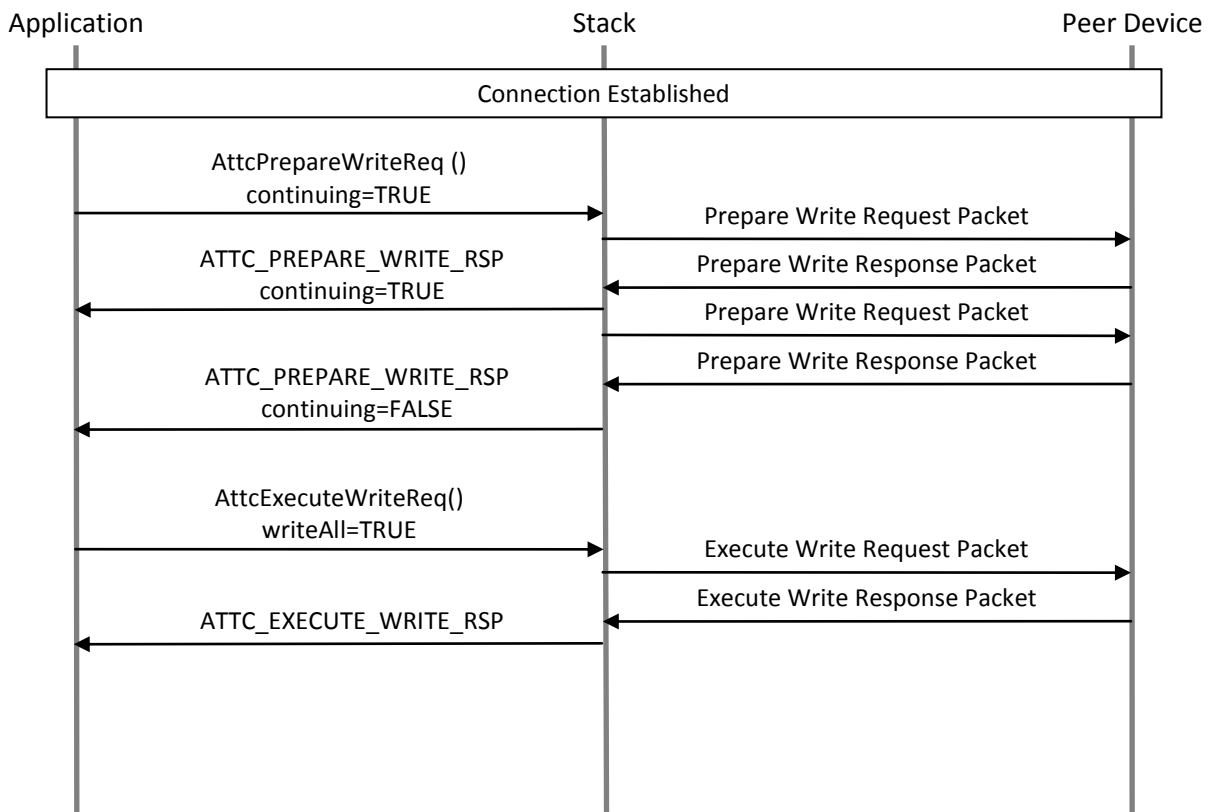 Application
Stack
Peer Device
Connection Established
AttcPrepareWriteReq ()
continuing=TRUE
Prepare Write Request Packet
ATTC_PREPARE_WRITE_RSP
continuing=TRUE
Prepare Write Response Packet
Prepare Write Request Packet
Prepare Write Response Packet
ATTC_PREPARE_WRITE_RSP
continuing=FALSE
AttcExecuteWriteReq()
writeAll=TRUE
Execute Write Request Packet
Execute Write Response Packet
ATTC_EXECUTE_WRITE_RSP